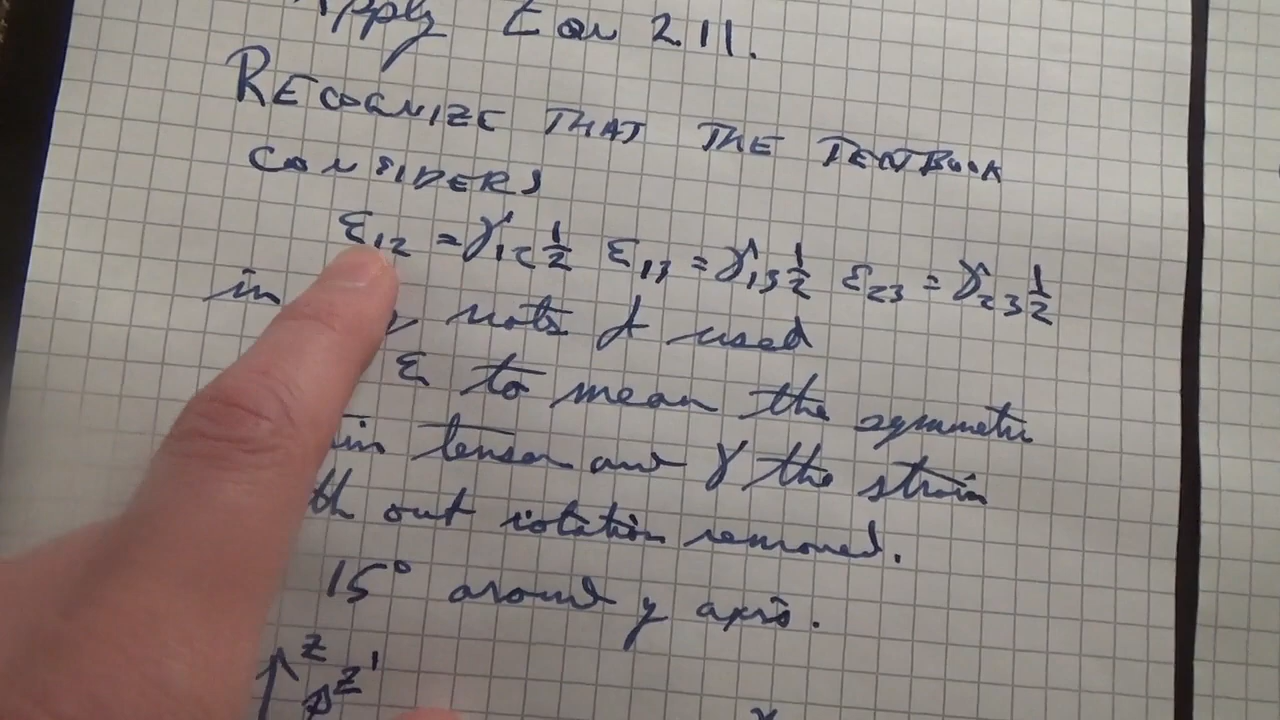 Apply Eqn 2.11.
RECOGNIZE THAT THE TEXTBOOK
CONSIDERS
ε12 = γ12 1/2 ε13 = γ13 1/2 ε23 = γ23 1/2
in notes I used
ε to mean the symmetric
tensor and γ the strain
out rotation removed.
15° around y axis.
z
z'